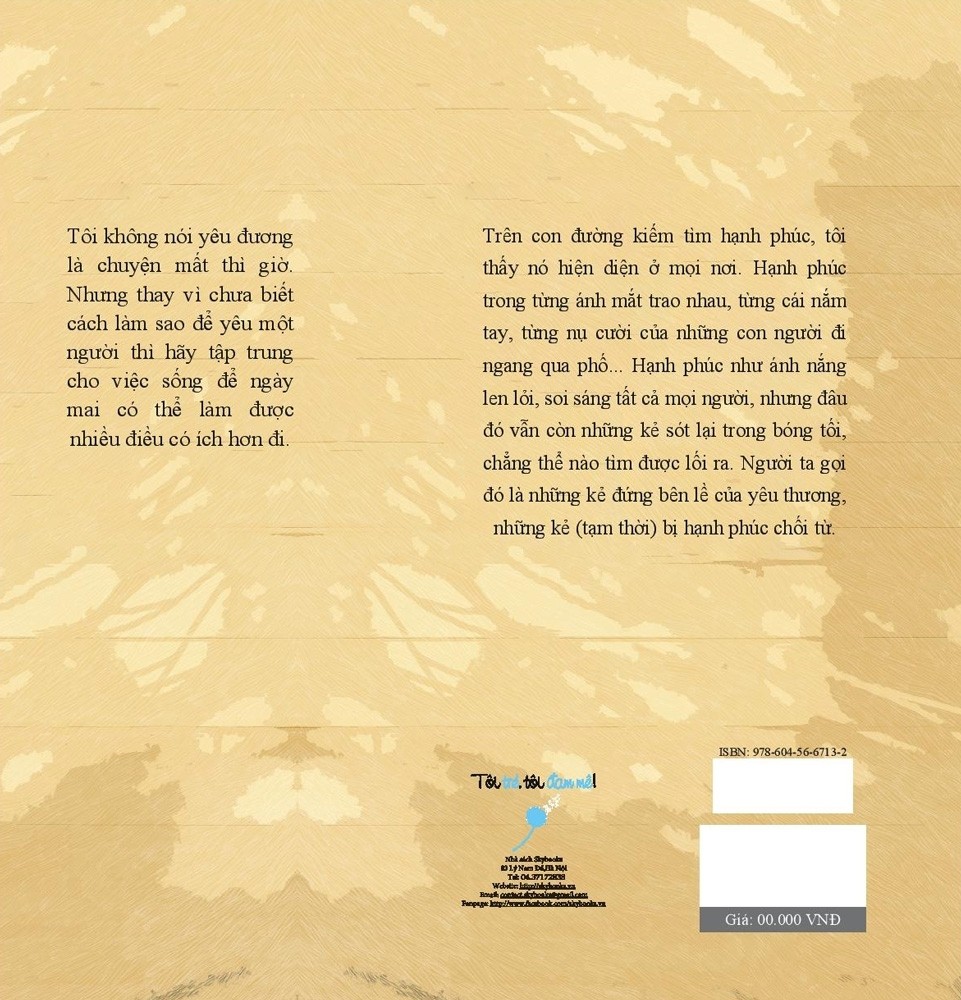 Tôi không nói yêu đương
là chuyện mất thì giờ.
Nhưng thay vì chưa biết
cách làm sao để yêu một
người thì hãy tập trung
cho việc sống để ngày
mai có thể làm được
nhiều điều có ích hơn đi.
Trên con đường kiếm tìm hạnh phúc, tôi
thấy nó hiện diện ở mọi nơi. Hạnh phúc
trong từng ánh mắt trao nhau, từng cái nắm
tay, từng nụ cười của những con người đi
ngang qua phố... Hạnh phúc như ánh nắng
len lỏi, soi sáng tất cả mọi người, nhưng đâu
đó vẫn còn những kẻ sót lại trong bóng tối,
chẳng thể nào tìm được lối ra. Người ta gọi
đó là những kẻ đứng bên lề của yêu thương,
những kẻ (tạm thời) bị hạnh phúc chối từ.
ISBN: 978-604-56-6713-2
Tôi trẻ, tôi đam mê!
Nhà sách Skybooks
83 Lý Nam Đế, Hà Nội
Tel: 04.37172838
Website: http://skybooks.vn
Email: contact.skybooks@gmail.com
Fanpage: http://www.facebook.com/skybooks.vn
Giá: 00.000 VNĐ